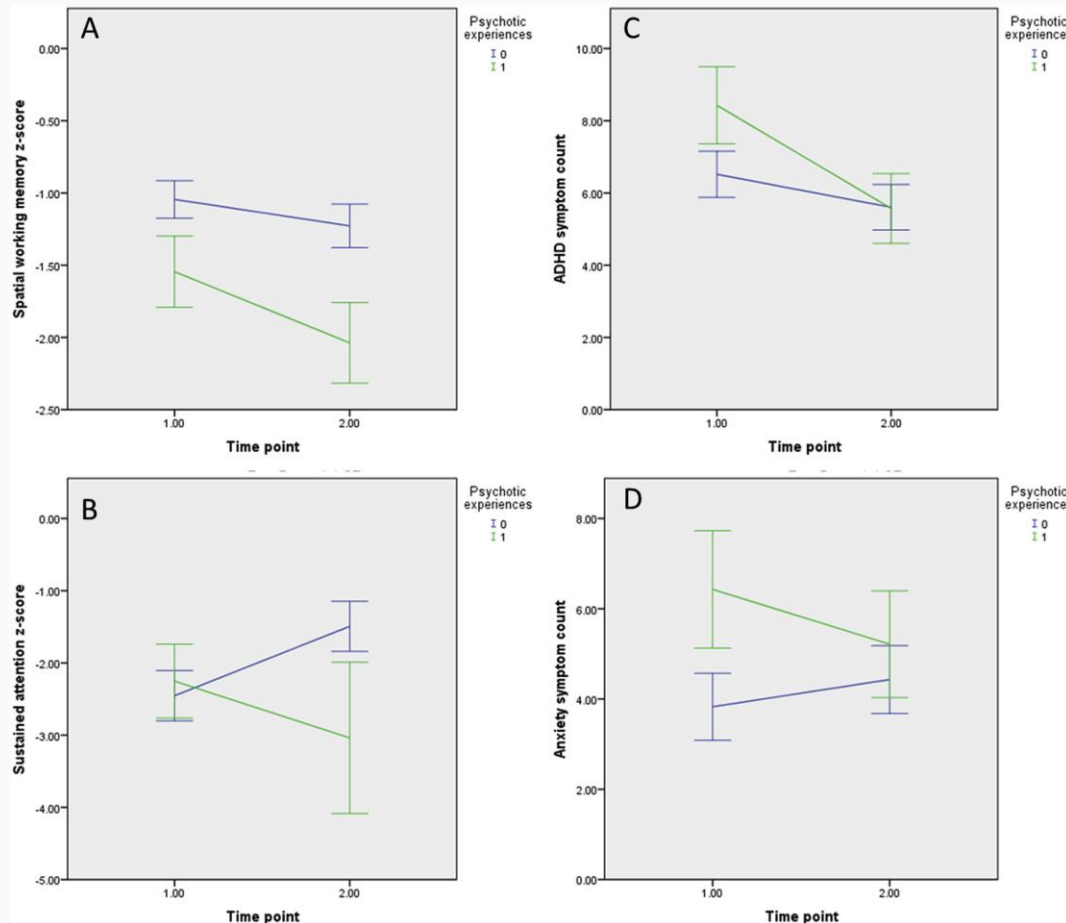 A
Psychotic
experiences
0
1
Spatial working memory z-score
0.00
-0.50
-1.00
-1.50
-2.00
-2.50
1.00 2.00
Time point
C
Psychotic
experiences
0
1
ADHD symptom count
10.00
8.00
6.00
4.00
2.00
0.00
1.00 2.00
Time point
B
Psychotic
experiences
0
1
Sustained attention z-score
0.00
-1.00
-2.00
-3.00
-4.00
-5.00
1.00 2.00
Time point
D
Psychotic
experiences
0
1
Anxiety symptom count
8.00
6.00
4.00
2.00
0.00
1.00 2.00
Time point